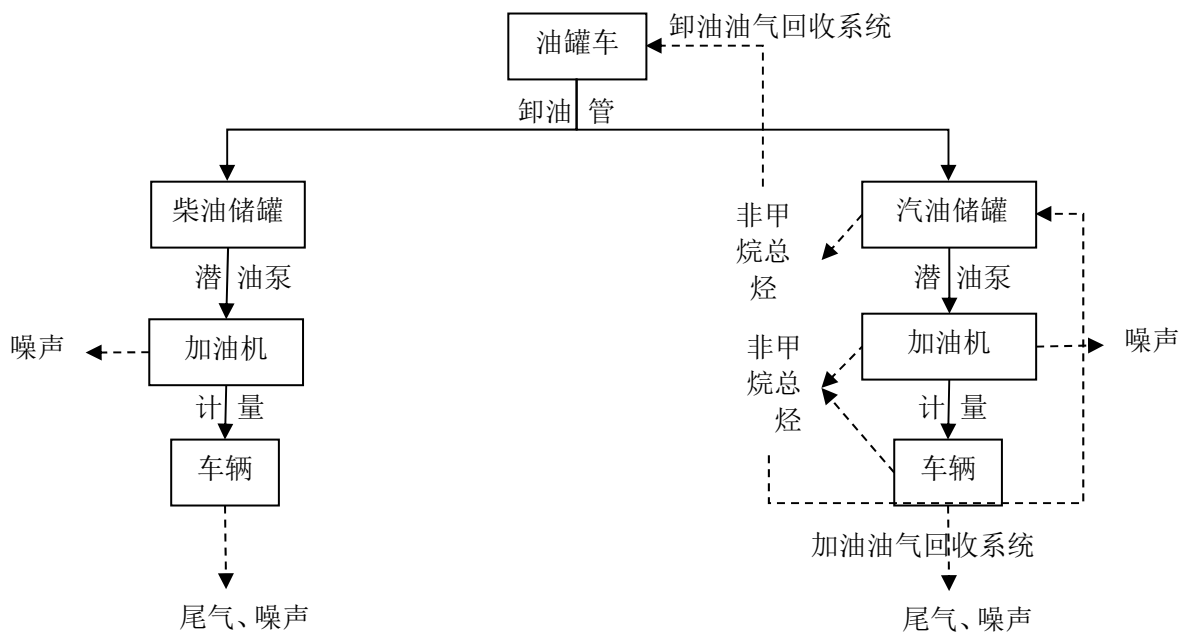 卸油油气回收系统
油罐车
卸油 管
柴油储罐
非甲
烷总
烃
汽油储罐
潜 油泵
潜 油泵
噪声
加油机
非甲
烷总
烃
加油机
噪声
计 量
计 量
车辆
车辆
加油油气回收系统
尾气、噪声
尾气、噪声